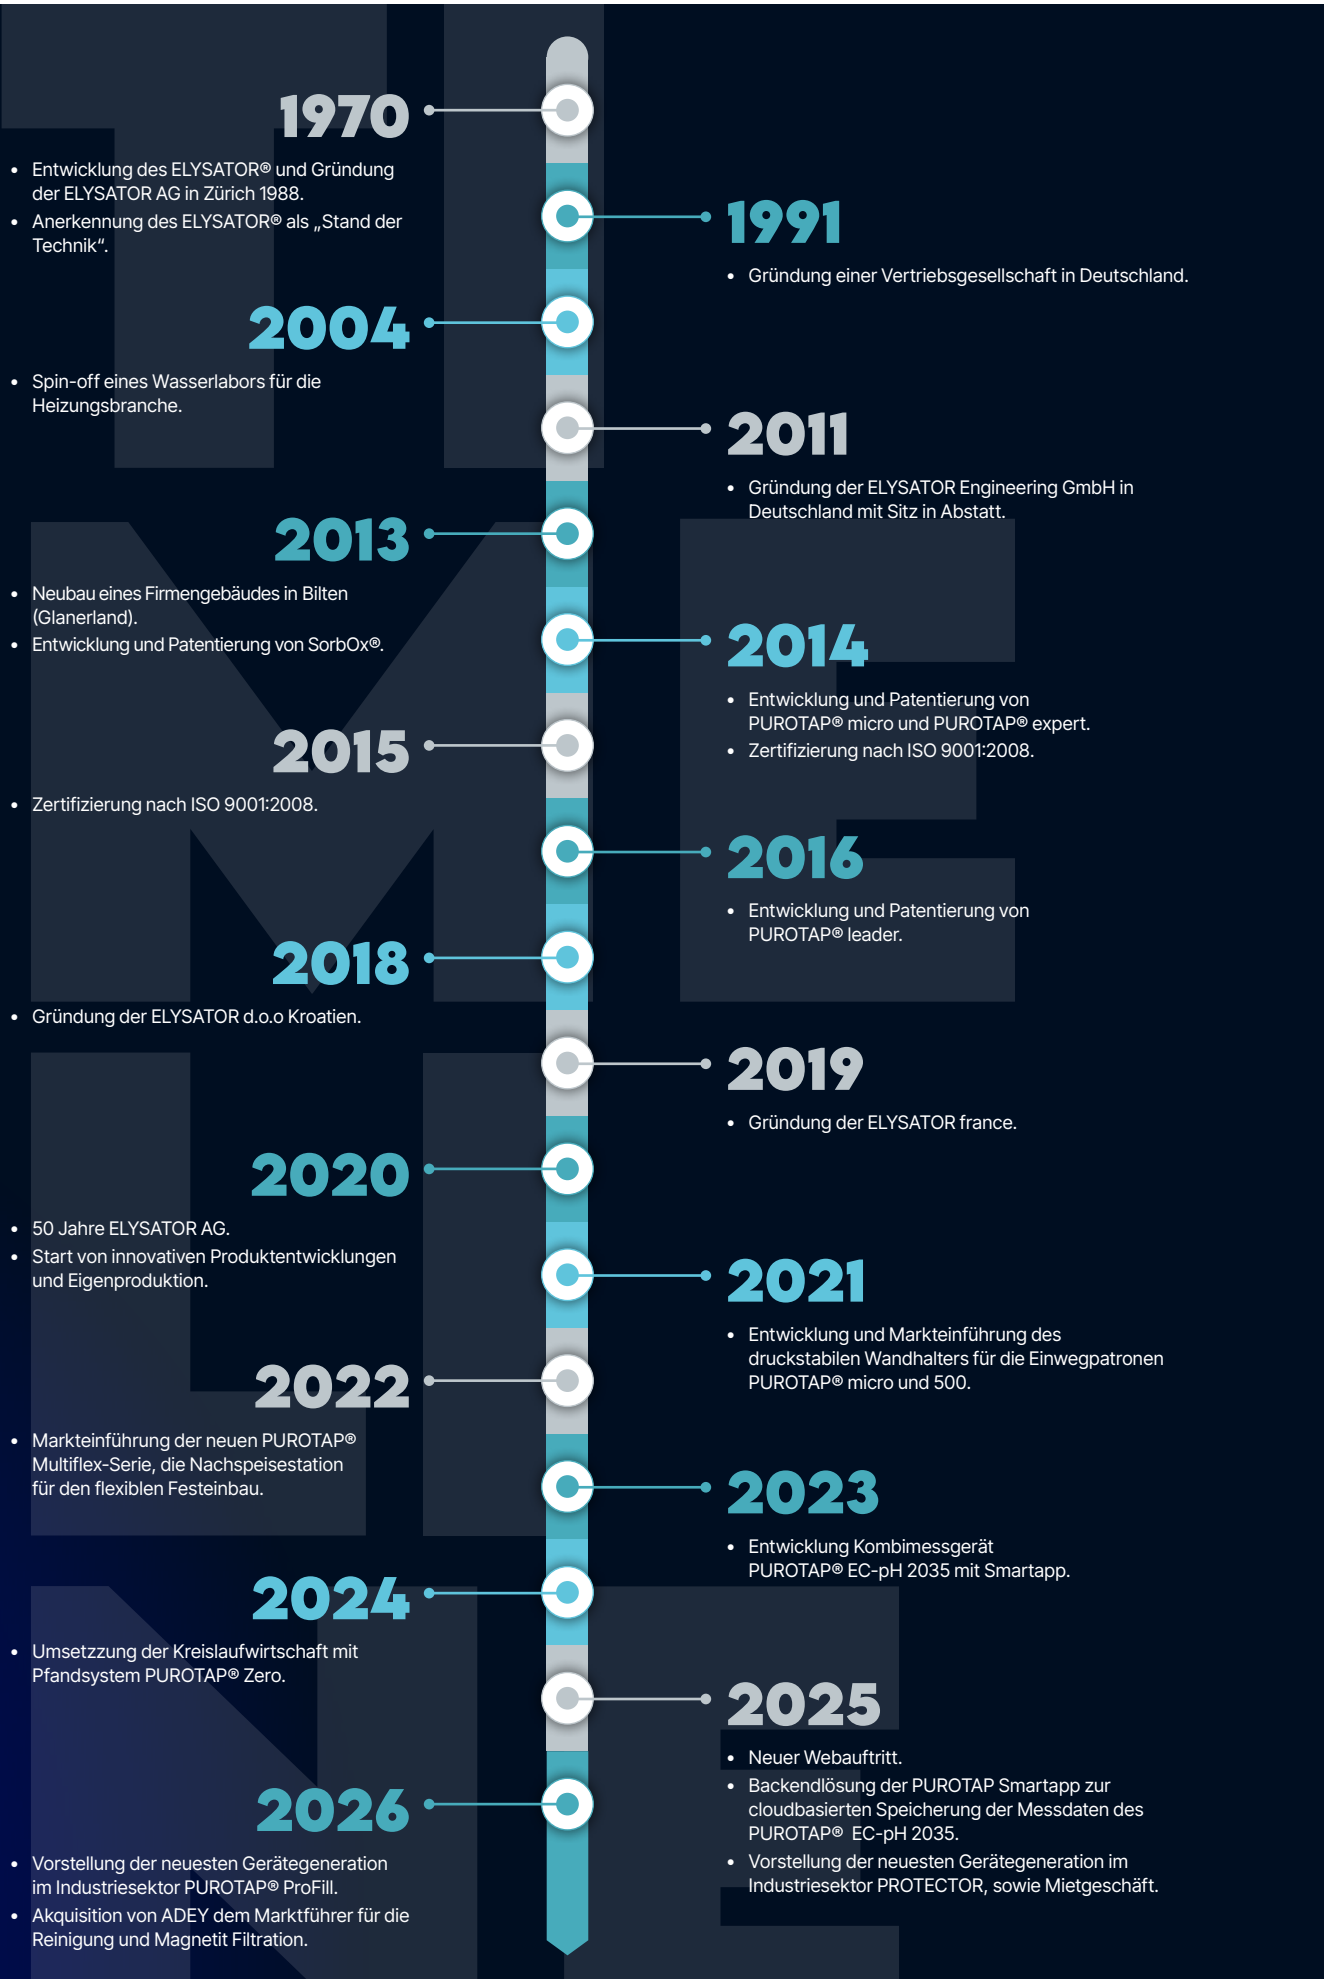 1970
• Entwicklung des ELYSATOR® und Gründung
der ELYSATOR AG in Zürich 1988.
• Anerkennung des ELYSATOR® als „Stand der
Technik“.
1991
• Gründung einer Vertriebsgesellschaft in Deutschland.
2004
• Spin-off eines Wasserlabors für die
Heizungsbranche.
2011
• Gründung der ELYSATOR Engineering GmbH in
Deutschland mit Sitz in Abstatt.
2013
• Neubau eines Firmengebäudes in Bilten
(Glanerland).
• Entwicklung und Patentierung von SorbOx®.
2014
• Entwicklung und Patentierung von
PUROTAP® micro und PUROTAP® expert.
• Zertifizierung nach ISO 9001:2008.
2015
• Zertifizierung nach ISO 9001:2008.
2016
• Entwicklung und Patentierung von
PUROTAP® leader.
2018
• Gründung der ELYSATOR d.o.o Kroatien.
2019
• Gründung der ELYSATOR france.
2020
• 50 Jahre ELYSATOR AG.
• Start von innovativen Produktentwicklungen
und Eigenproduktion.
2021
• Entwicklung und Markteinführung des
druckstabilen Wandhalters für die Einwegpatronen
PUROTAP® micro und 500.
2022
• Markteinführung der neuen PUROTAP®
Multiflex-Serie, die Nachspeisestation
für den flexiblen Festeinbau.
2023
• Entwicklung Kombimessgerät
PUROTAP® EC-pH 2035 mit Smartapp.
2024
• Umsetzzung der Kreislaufwirtschaft mit
Pfandsystem PUROTAP® Zero.
2025
• Neuer Webauftritt.
• Backendlösung der PUROTAP Smartapp zur
cloudbasierten Speicherung der Messdaten des
PUROTAP® EC-pH 2035.
• Vorstellung der neuesten Gerätegeneration im
Industriesektor PROTECTOR, sowie Mietgeschäft.
2026
• Vorstellung der neuesten Gerätegeneration
im Industriesektor PUROTAP® ProFill.
• Akquisition von ADEY dem Marktführer für die
Reinigung und Magnetit Filtration.
TI
ME
LI
NE